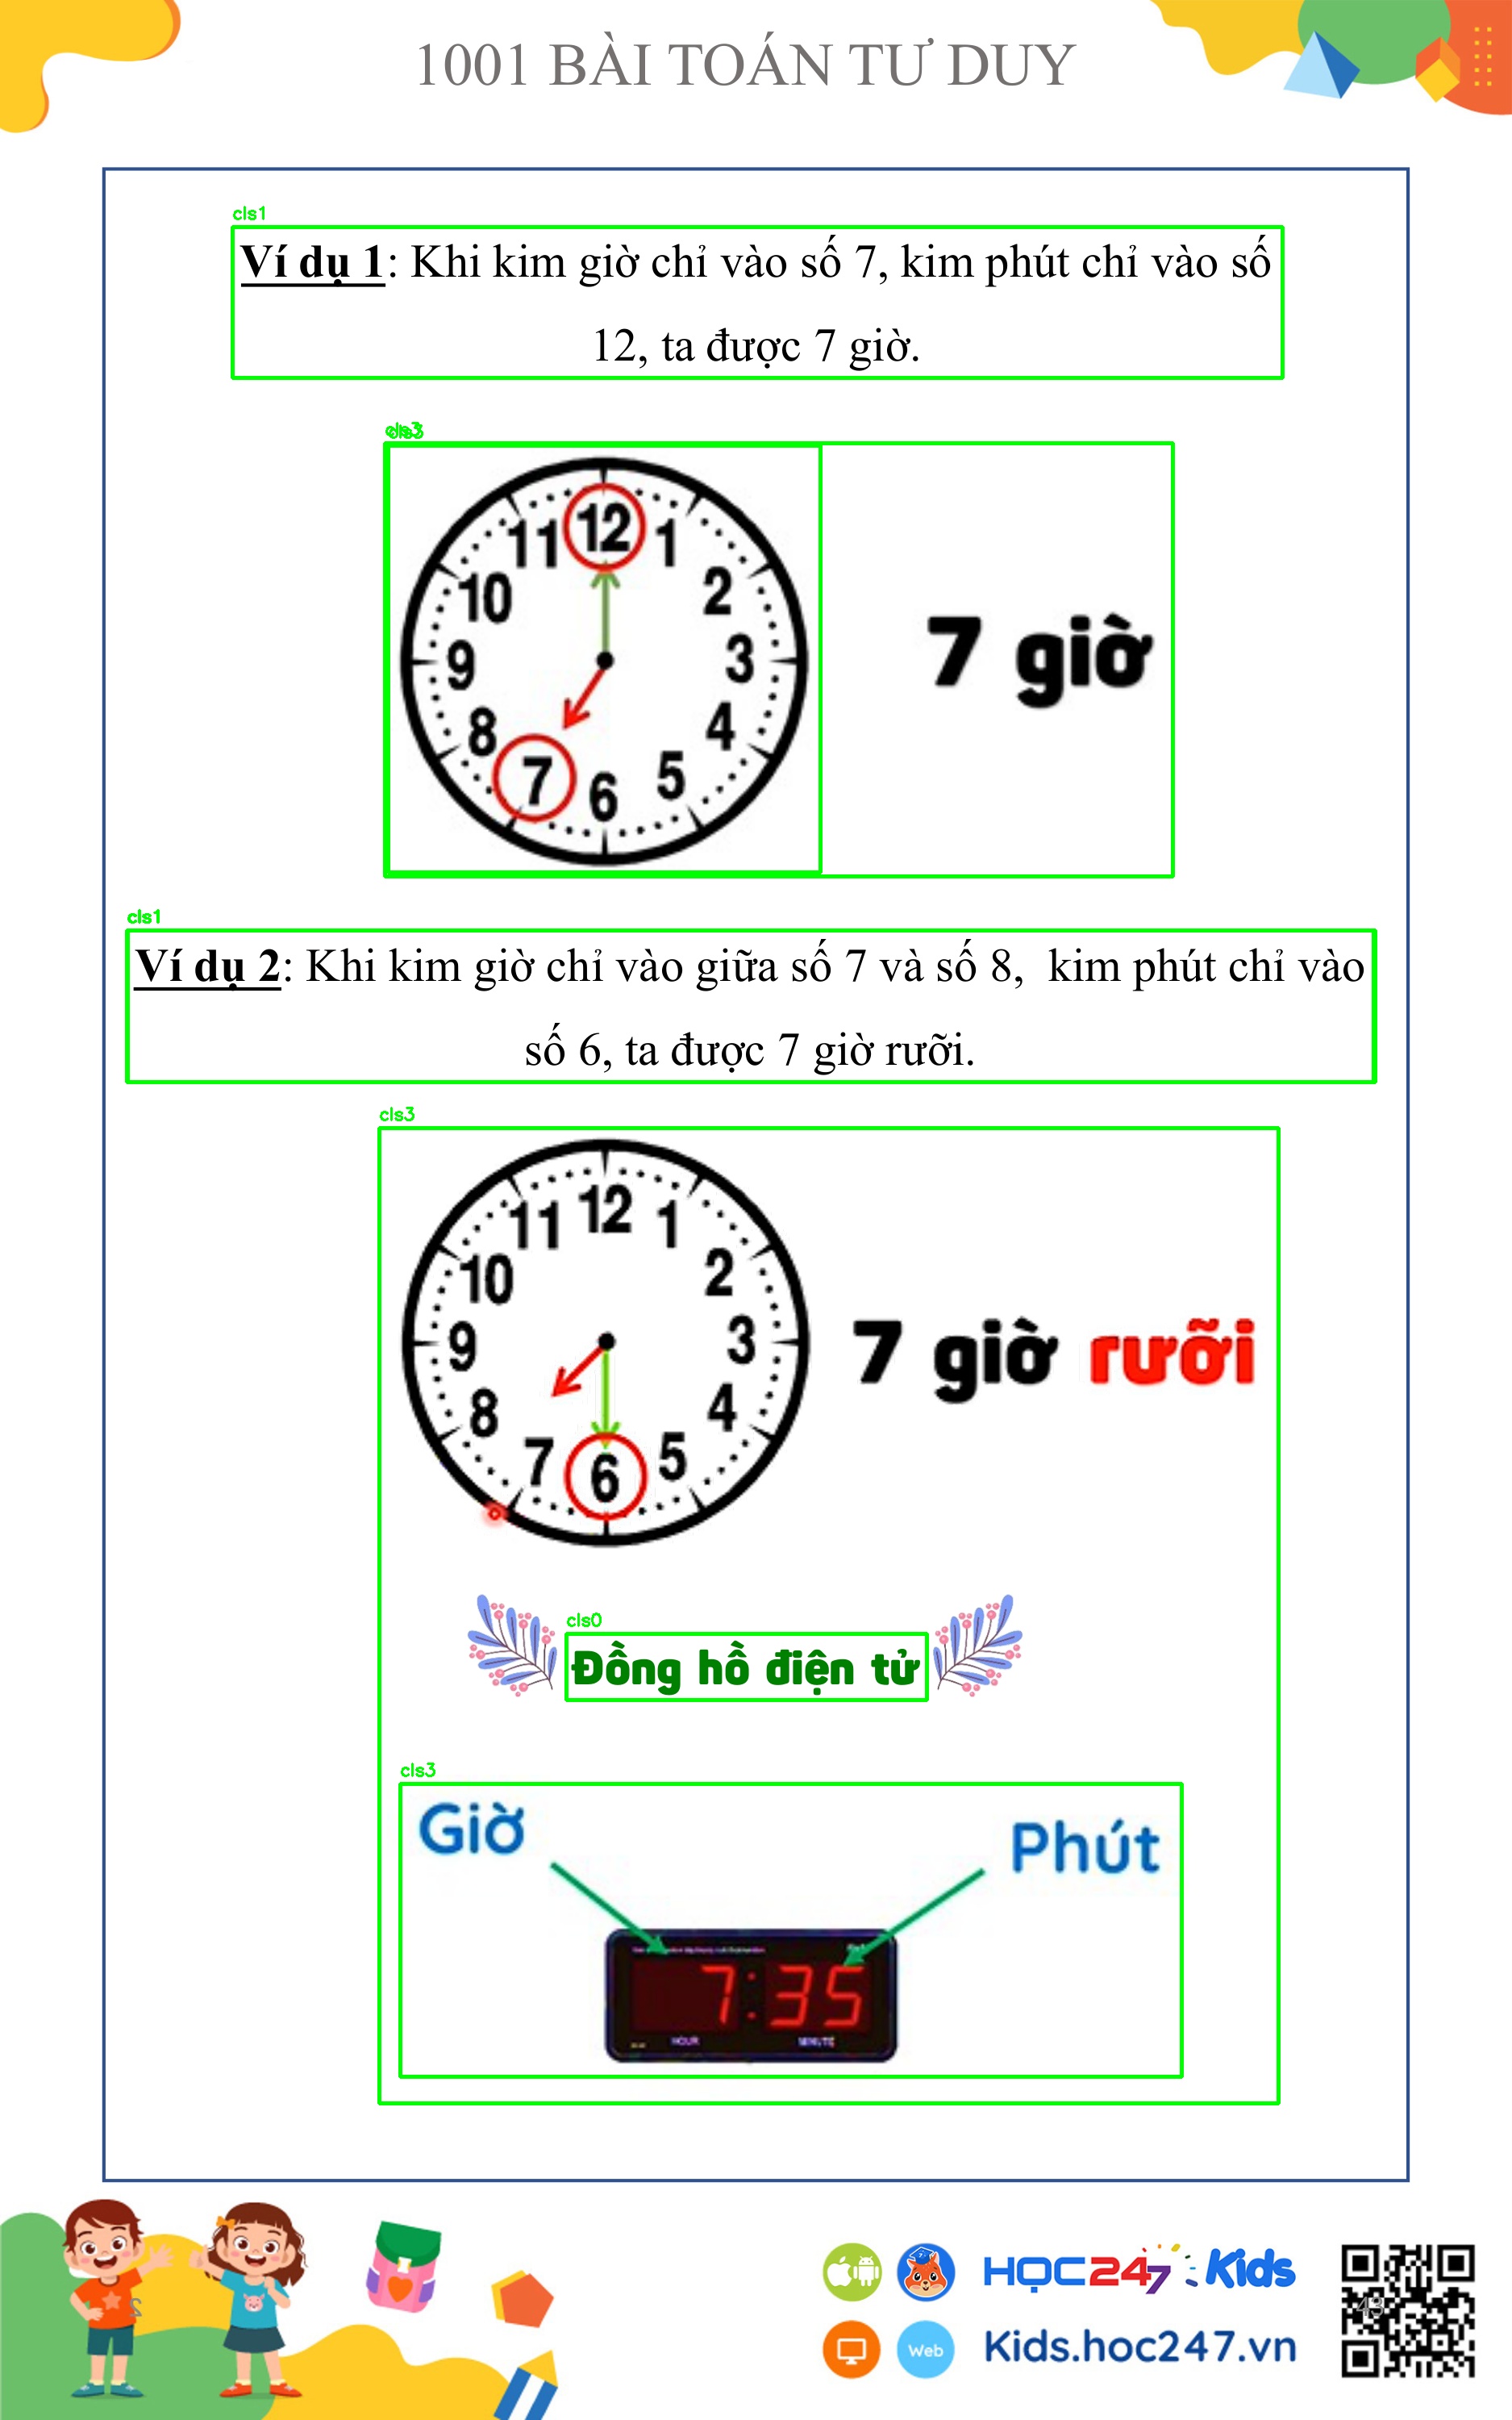 1001 BÀI TOÁN TƯ DUY
cls1
Ví dụ 1: Khi kim giờ chỉ vào số 7, kim phút chỉ vào số
12, ta được 7 giờ.
cls3
12
11 1
10 2
9 3
8 4
7 6 5
7 giờ
cls1
Ví dụ 2: Khi kim giờ chỉ vào giữa số 7 và số 8, kim phút chỉ vào
số 6, ta được 7 giờ rưỡi.
cls3
12
11 1
10 2
9 3
8 4
7 6 5
7 giờ rưỡi
cls0
Đồng hồ điện tử
cls3
Giờ
Phút
7:35
HOUR MINUTE
HỌC247 Kids
43
Web
Kids.hoc247.vn